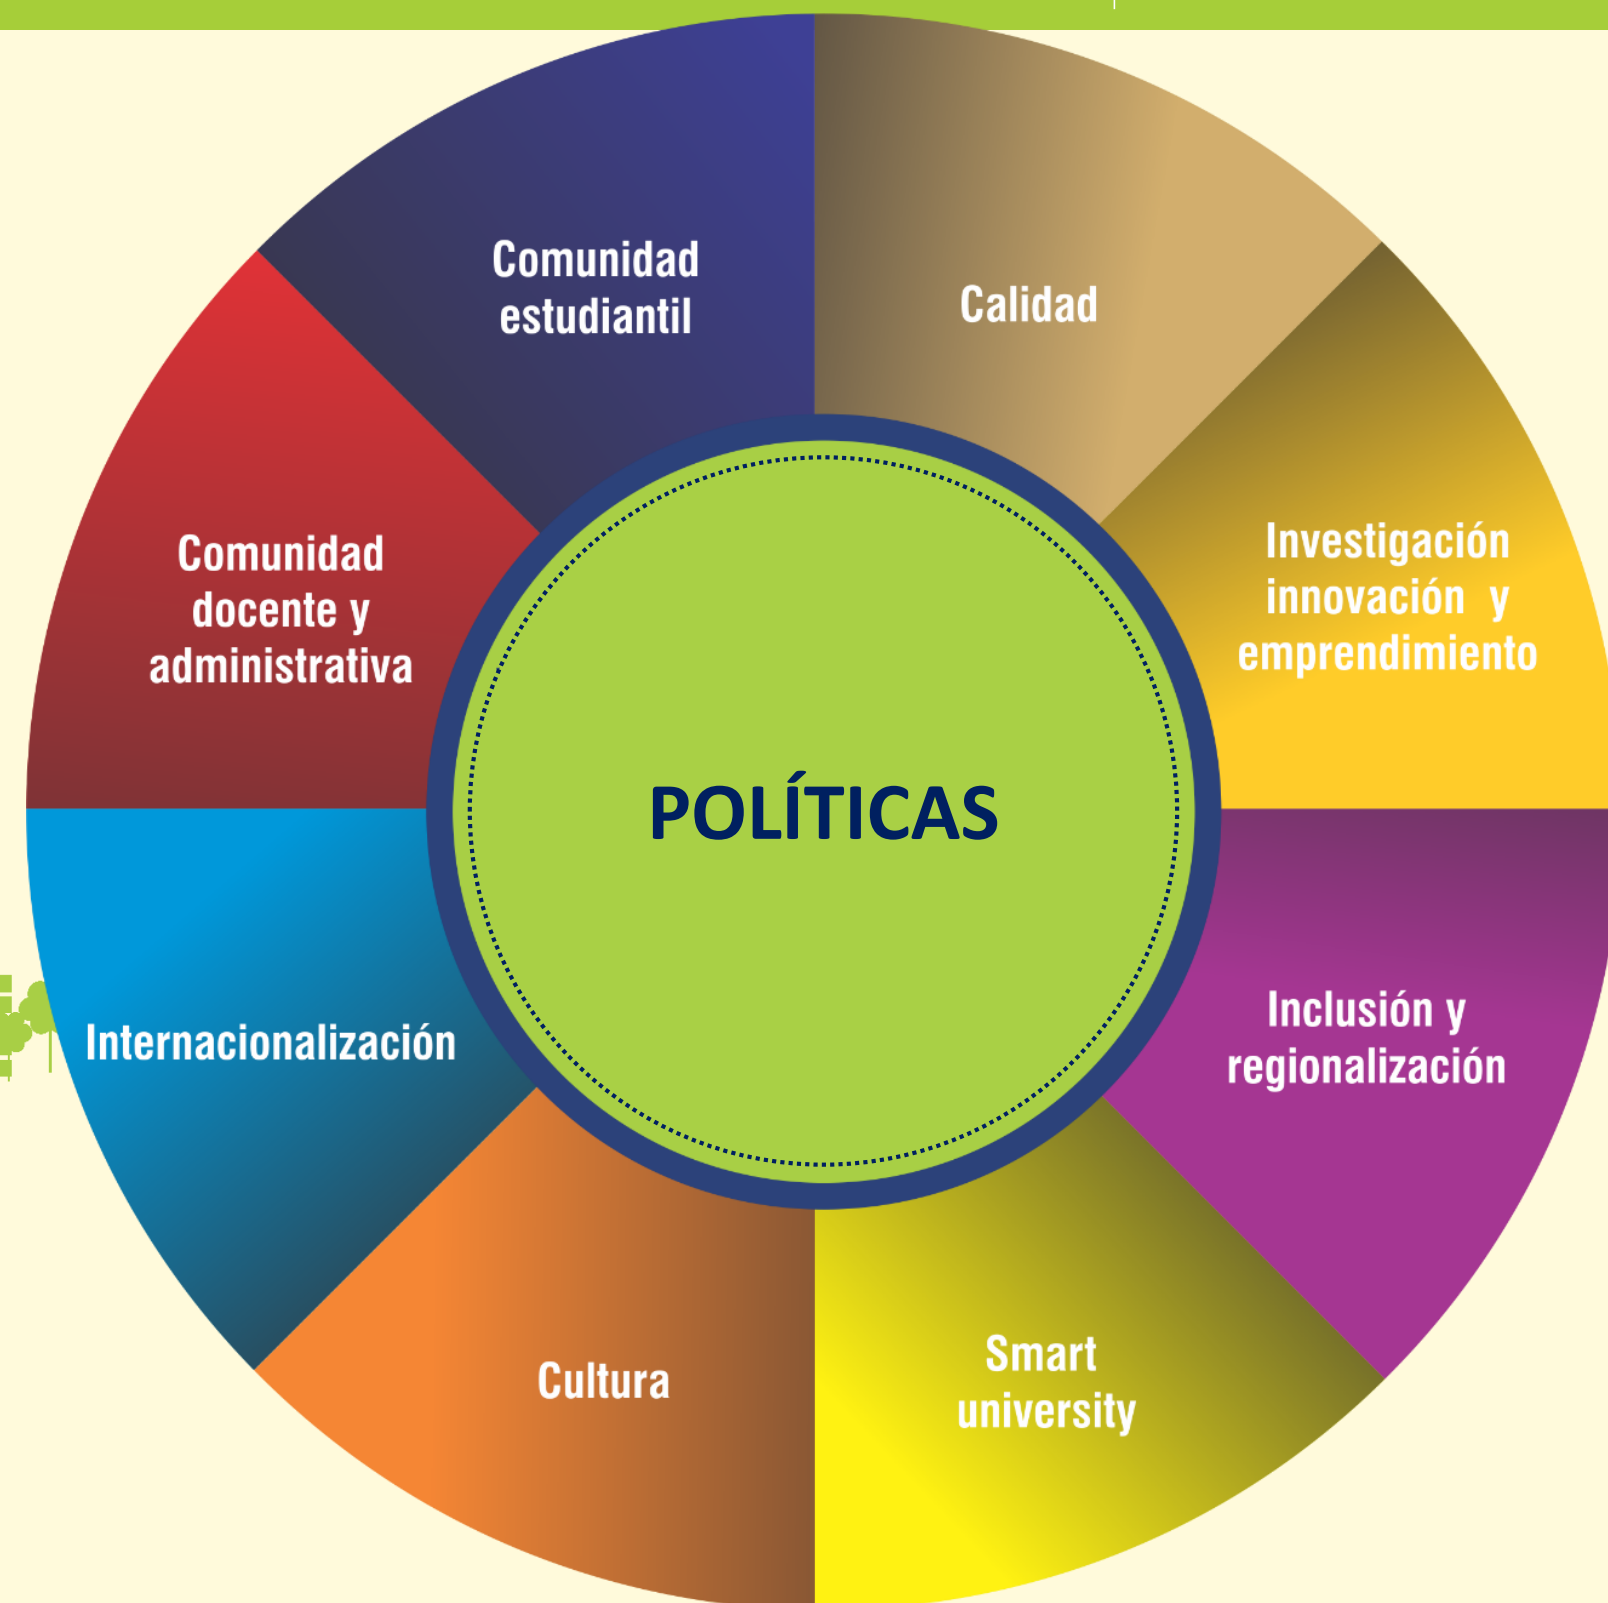 Comunidad
estudiantil
Calidad
Comunidad
docente y
administrativa
Investigación
innovación  y
emprendimiento
POLÍTICAS
Internacionalización
Inclusión y
regionalización
Cultura
Smart
university